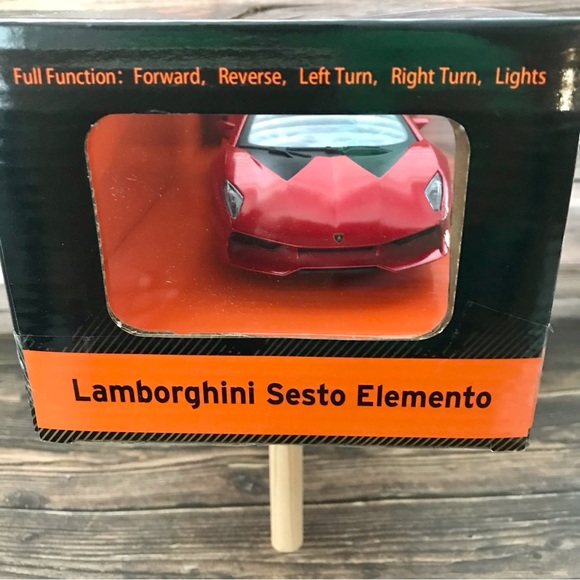 Full Function: Forward, Reverse, Left Turn, Right Turn, Lights
Lamborghini Sesto Elemento